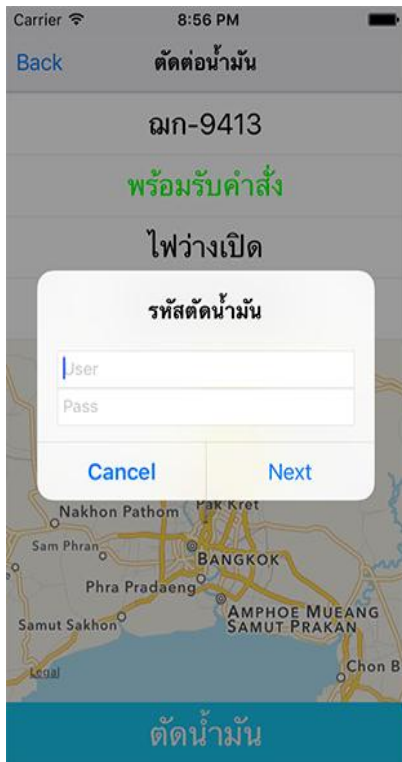 Carrier 8:56 PM
Back ตัดต่อน้ำมัน
ฌก-9413
พร้อมรับคำสั่ง
ไฟว่างเปิด
รหัสตัดน้ำมัน
User
Pass
Cancel Next
Nakhon Pathom Pak Kret
Sam Phran
BANGKOK
Phra Pradaeng
AMPHOE MUEANG
Samut Sakhon SAMUT PRAKAN
Chon B
Legal
ตัดน้ำมัน